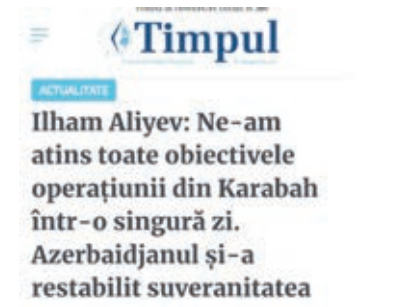 Timpul
ACTUALITATE
Ilham Aliyev: Ne-am
atins toate obiectivele
operațiunii din Karabah
într-o singură zi.
Azerbaidjanul și-a
restabilit suveranitatea